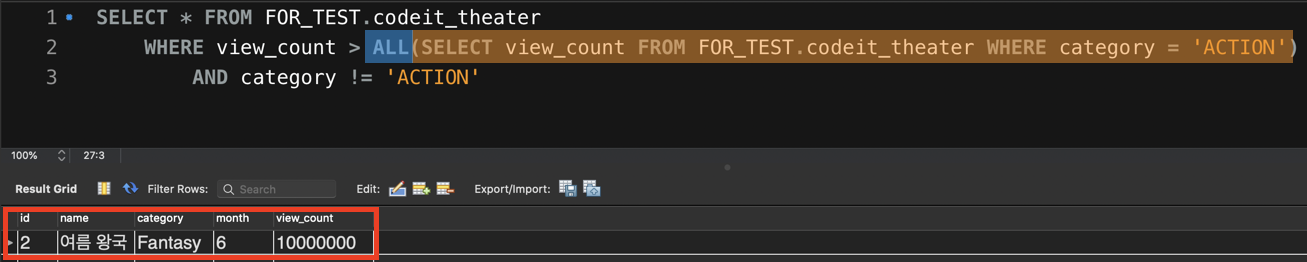 1 SELECT * FROM FOR_TEST.codeit_theater
2 WHERE view_count > ALL(SELECT view_count FROM FOR_TEST.codeit_theater WHERE category = 'ACTION')
3 AND category != 'ACTION'
100% 27:3
Result Grid Filter Rows: Search Edit: Export/Import:
id name category month view_count
2 여름 왕국 Fantasy 6 10000000